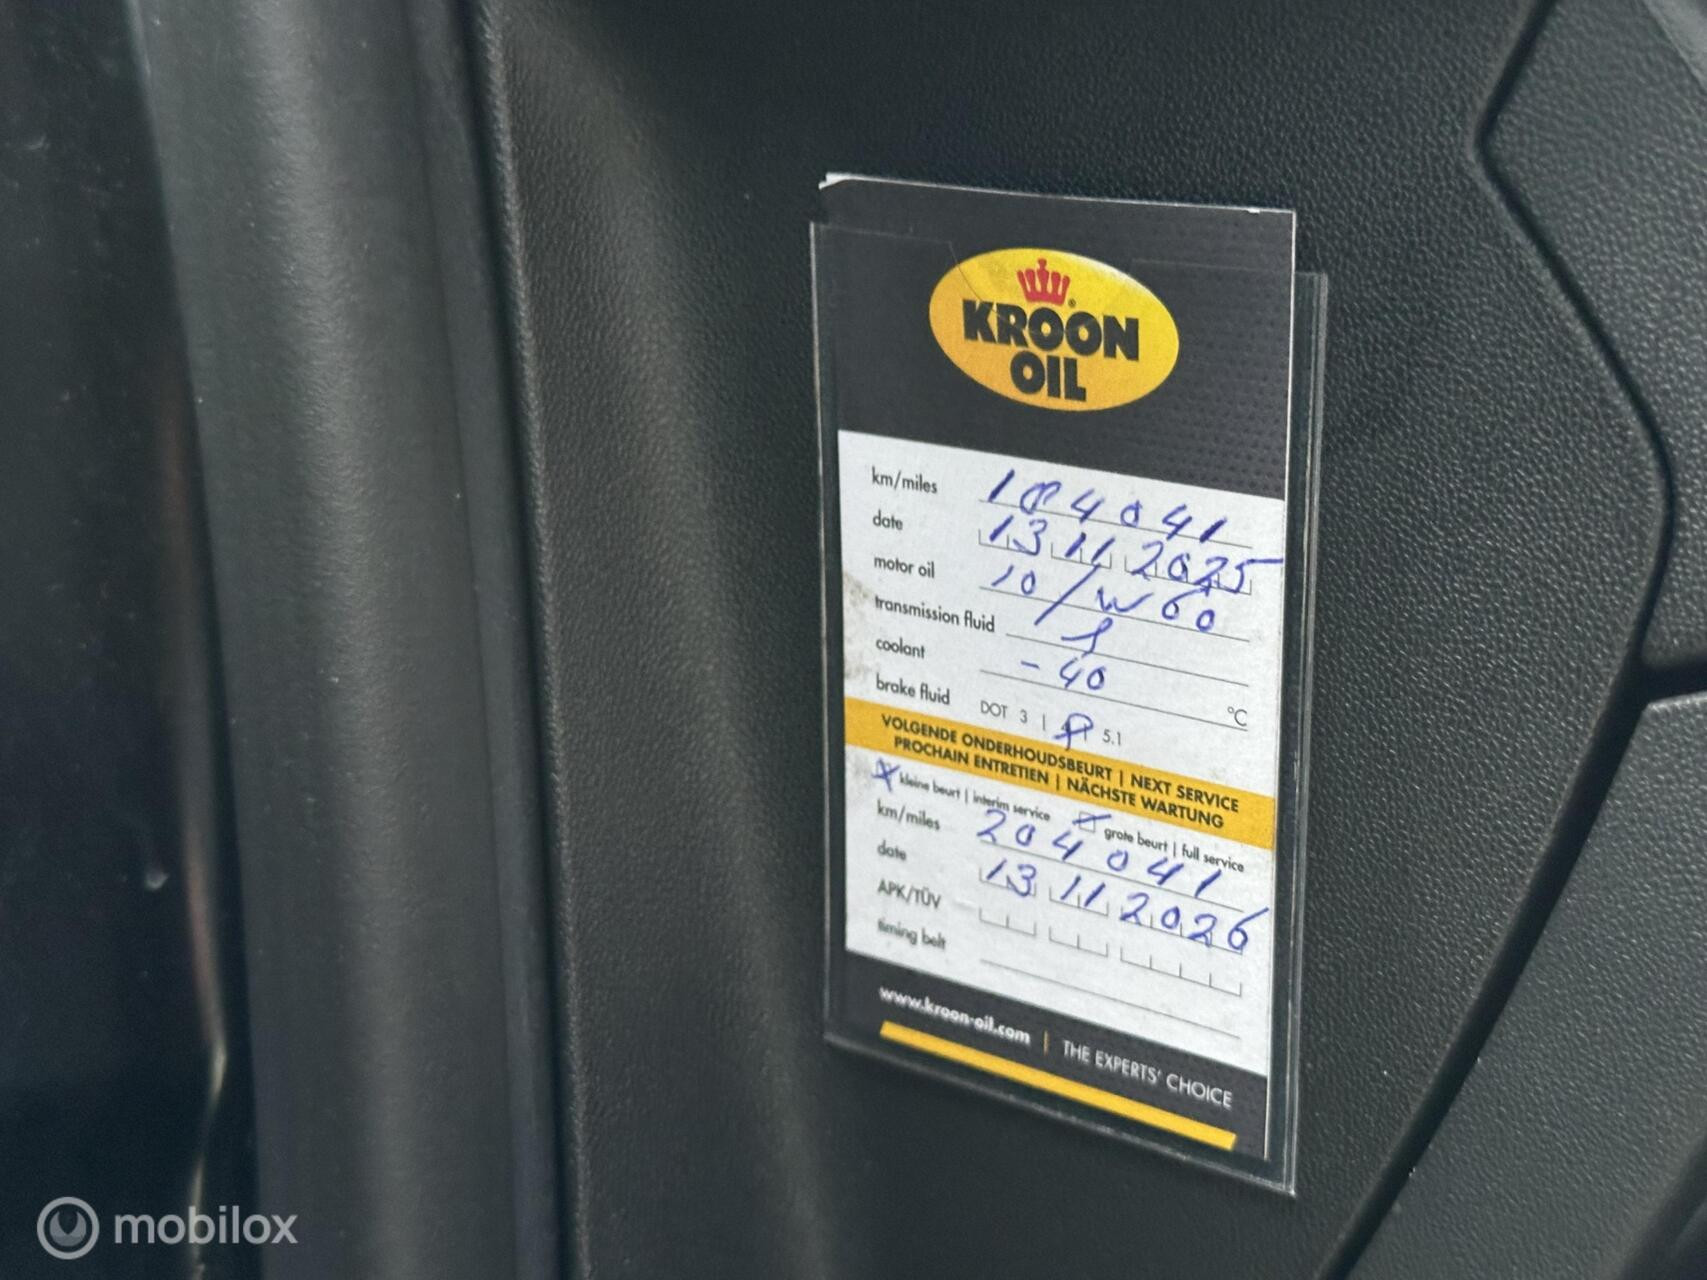 KROON
OIL
km/miles 184041
date 13 11 2025
motor oil 10/W60
transmission fluid
coolant -40 °C
brake fluid DOT 3 | 5.1
VOLGENDE ONDERHOUDSBEURT | NEXT SERVICE
PROCHAIN ENTRETIEN | NÄCHSTE WARTUNG
kleine beurt | interim service grote beurt | full service
km/miles 204041
date 13 11 2026
APK/TÜV
timing belt
www.kroon-oil.com | THE EXPERTS' CHOICE
mobilox